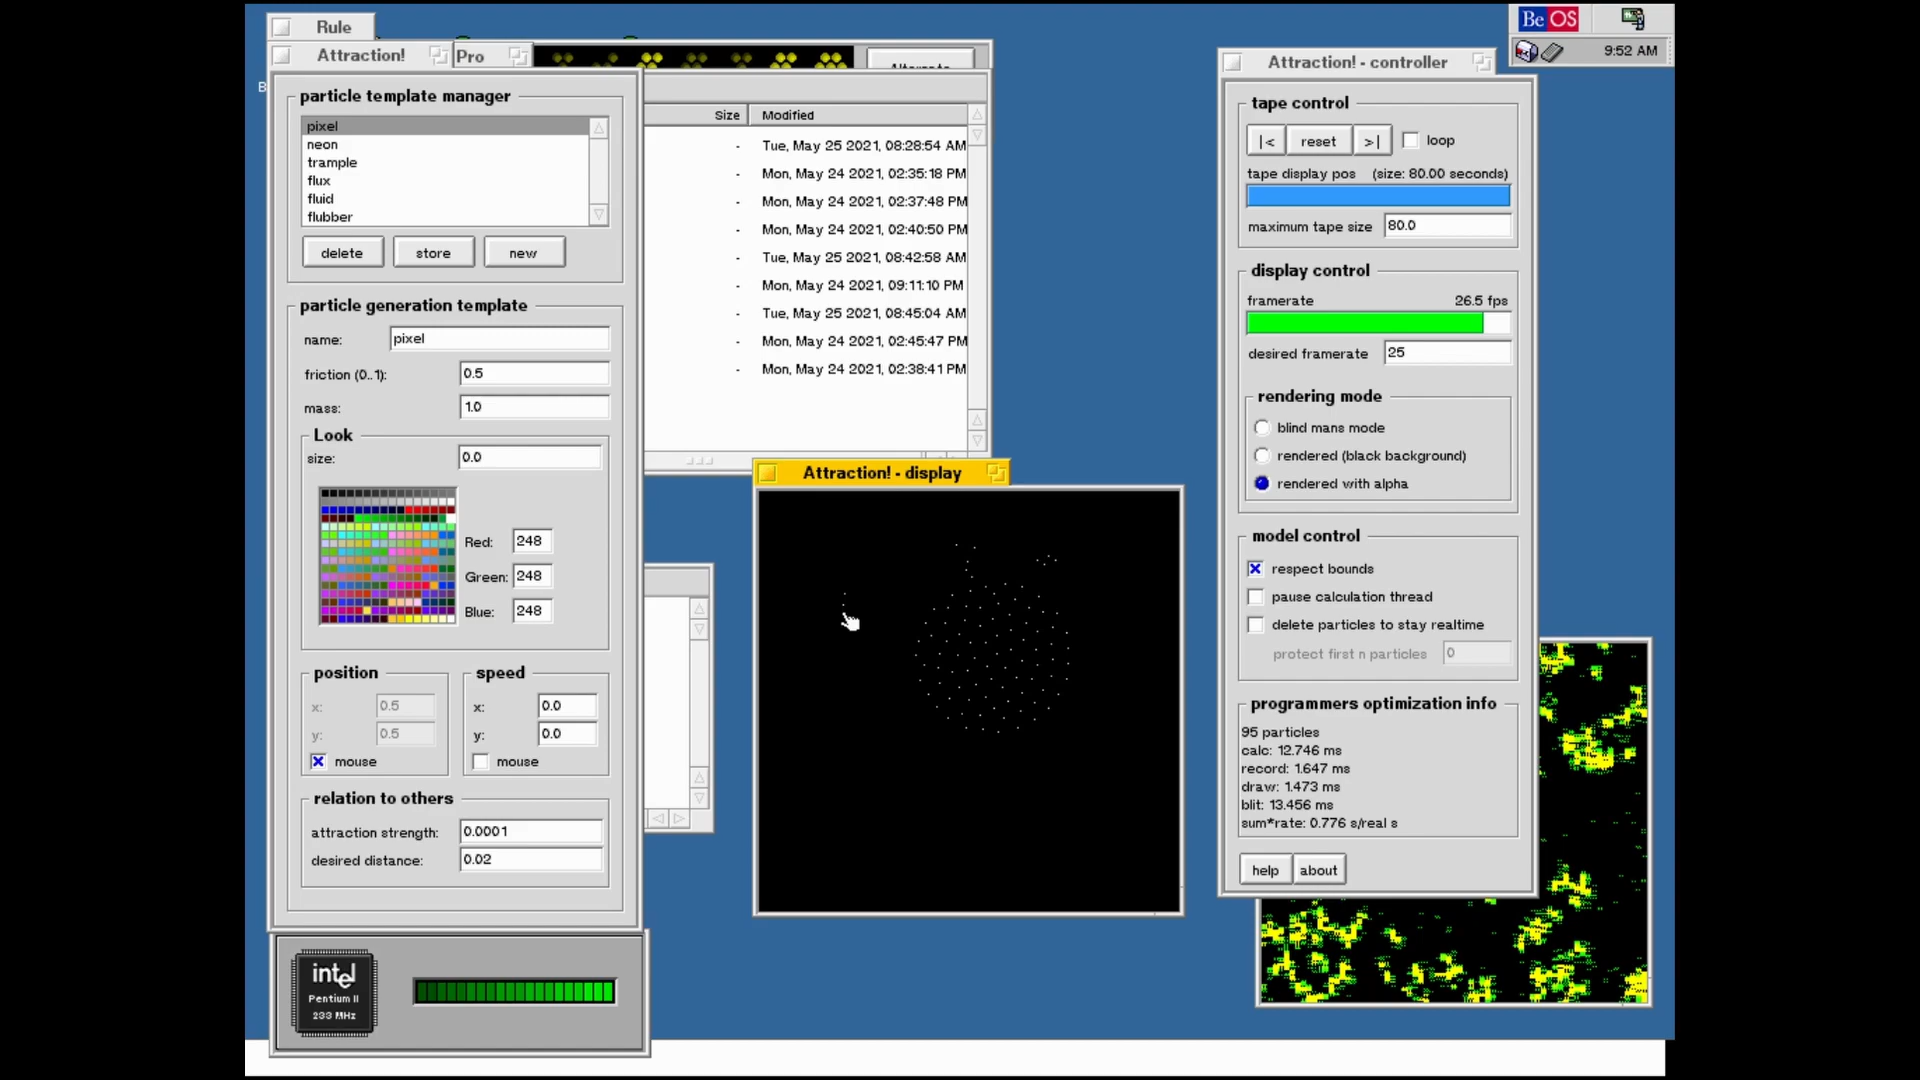 Rule
Attraction!
Pro
particle template manager
pixel
neon
trample
flux
fluid
flubber
delete
store
new
particle generation template
name:
pixel
friction (0..1):
0.5
mass:
1.0
Look
size:
0.0
Red:
248
Green:
248
Blue:
248
position
x:
0.5
y:
0.5
mouse
speed
x:
0.0
y:
0.0
mouse
relation to others
attraction strength:
0.0001
desired distance:
0.02
intel
Pentium II
233 MHz
B
Size
Modified
- Tue, May 25 2021, 08:28:54 AM
- Mon, May 24 2021, 02:35:18 PM
- Mon, May 24 2021, 02:37:48 PM
- Mon, May 24 2021, 02:40:50 PM
- Tue, May 25 2021, 08:42:58 AM
- Mon, May 24 2021, 09:11:10 PM
- Tue, May 25 2021, 08:45:04 AM
- Mon, May 24 2021, 02:45:47 PM
- Mon, May 24 2021, 02:38:41 PM
Attraction! - display
BeOS
9:52 AM
Attraction! - controller
tape control
|<
reset
>|
loop
tape display pos (size: 80.00 seconds)
maximum tape size
80.0
display control
framerate
26.5 fps
desired framerate
25
rendering mode
blind mans mode
rendered (black background)
rendered with alpha
model control
respect bounds
pause calculation thread
delete particles to stay realtime
protect first n particles
0
programmers optimization info
95 particles
calc: 12.746 ms
record: 1.647 ms
draw: 1.473 ms
blit: 13.456 ms
sum*rate: 0.776 s/real s
help
about